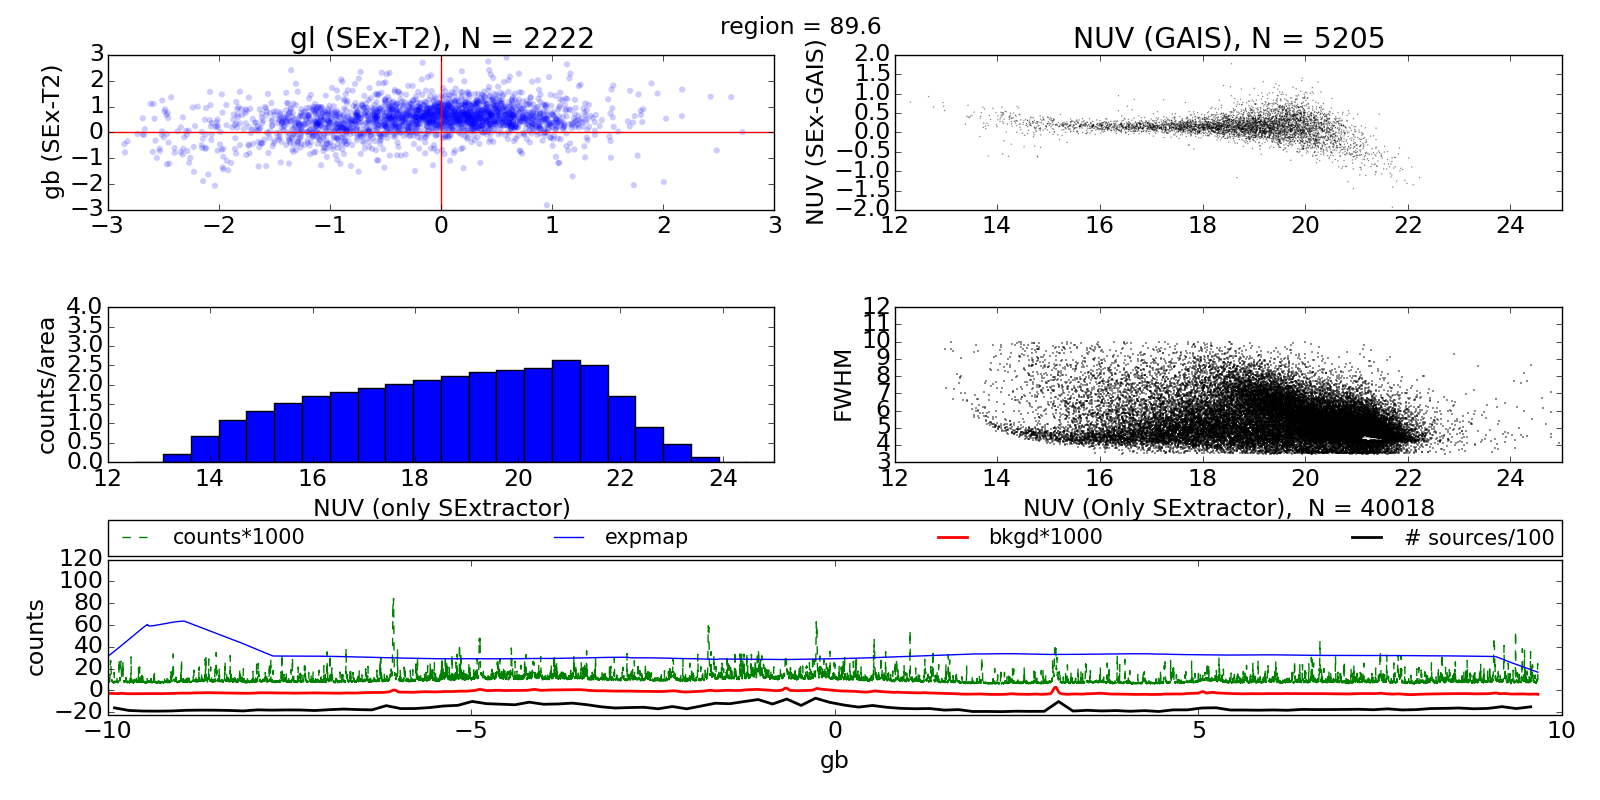 region = 89.6
gl (SEx-T2), N = 2222
gb (SEx-T2)
3
2
1
0
−1
−2
−3
−3 −2 −1 0 1 2 3
NUV (GAIS), N = 5205
NUV (SEx-GAIS)
2.0
1.5
1.0
0.5
0.0
−0.5
−1.0
−1.5
−2.0
12 14 16 18 20 22 24
counts/area
4.0
3.5
3.0
2.5
2.0
1.5
1.0
0.5
0.0
12 14 16 18 20 22 24
NUV (only SExtractor)
FWHM
12
11
10
9
8
7
6
5
4
3
12 14 16 18 20 22 24
NUV (Only SExtractor), N = 40018
counts*1000 expmap bkgd*1000 # sources/100
counts
120
100
80
60
40
20
0
−20
−10 −5 0 5 10
gb